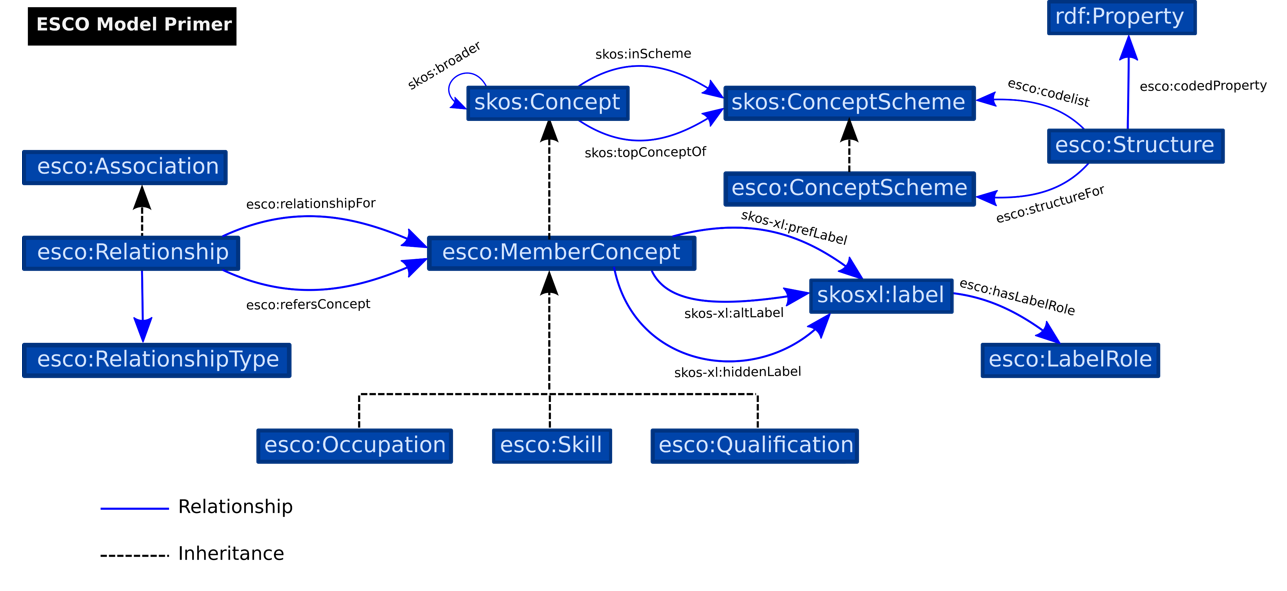 ESCO Model Primer
rdf:Property
skos:broader
skos:inScheme
esco:codedProperty
skos:Concept
skos:ConceptScheme
esco:codelist
skos:topConceptOf
esco:Structure
esco:Association
esco:ConceptScheme
esco:structureFor
esco:relationshipFor
skos-xl:prefLabel
esco:Relationship
esco:MemberConcept
esco:refersConcept
skos-xl:altLabel
skosxl:label
esco:hasLabelRole
esco:RelationshipType
skos-xl:hiddenLabel
esco:LabelRole
esco:Occupation
esco:Skill
esco:Qualification
Relationship
Inheritance